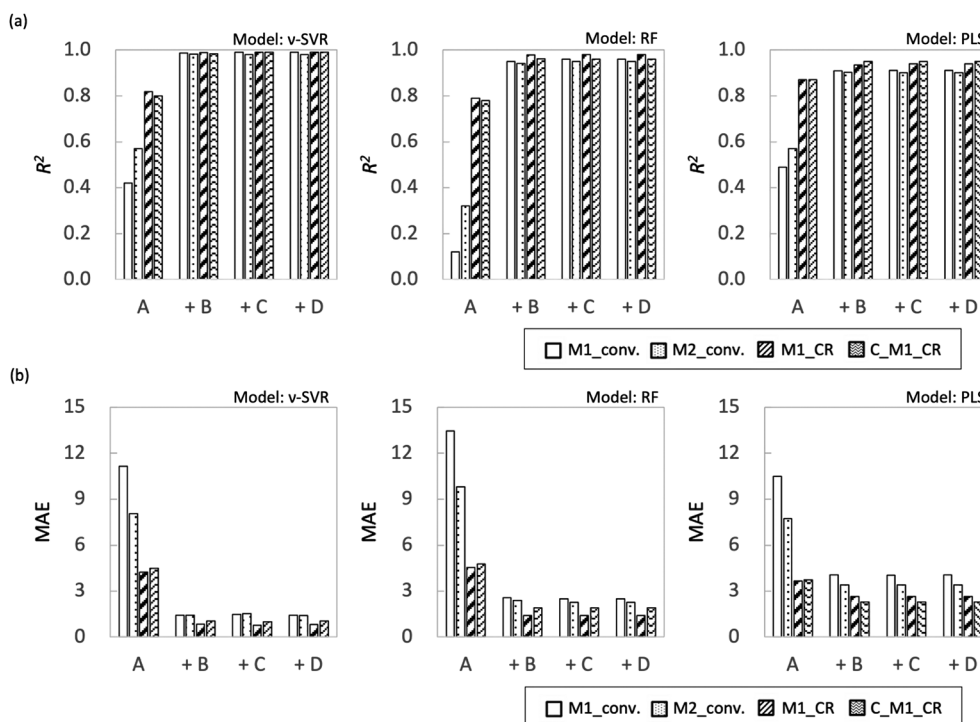 (a)
Model: ν-SVR
Model: RF
Model: PLS
1.0
0.8
0.6
0.4
0.2
0.0
R²
A
+ B
+ C
+ D
1.0
0.8
0.6
0.4
0.2
0.0
R²
A
+ B
+ C
+ D
1.0
0.8
0.6
0.4
0.2
0.0
R²
A
+ B
+ C
+ D
M1_conv. M2_conv. M1_CR C_M1_CR
(b)
Model: ν-SVR
Model: RF
Model: PLS
15
12
9
6
3
0
MAE
A
+ B
+ C
+ D
15
12
9
6
3
0
MAE
A
+ B
+ C
+ D
15
12
9
6
3
0
MAE
A
+ B
+ C
+ D
M1_conv. M2_conv. M1_CR C_M1_CR